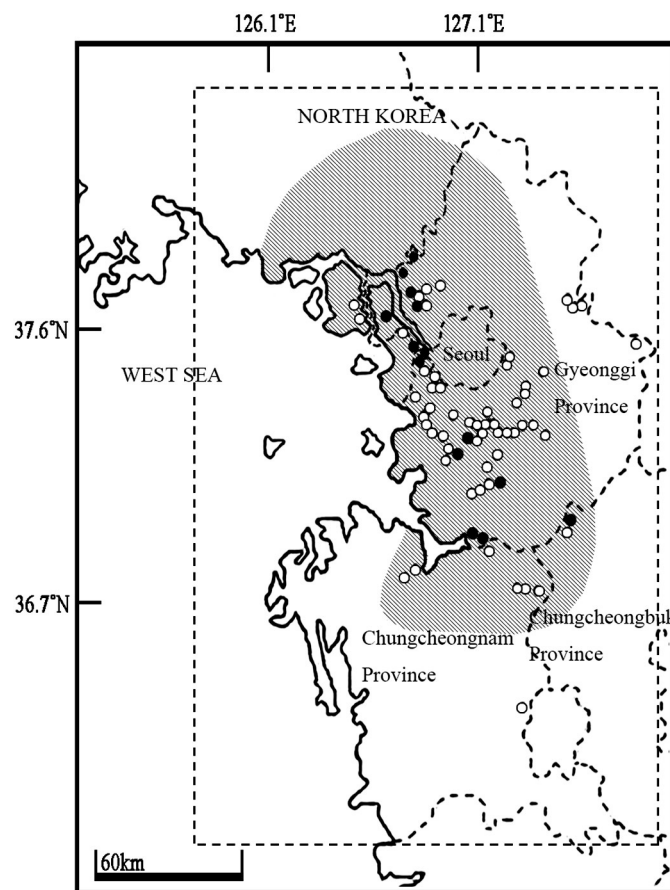 126.1°E 127.1°E
NORTH KOREA
37.6°N
Seoul
WEST SEA
Gyeonggi
Province
36.7°N
Chungcheongbuk
Province
Chungcheongnam
Province
60km